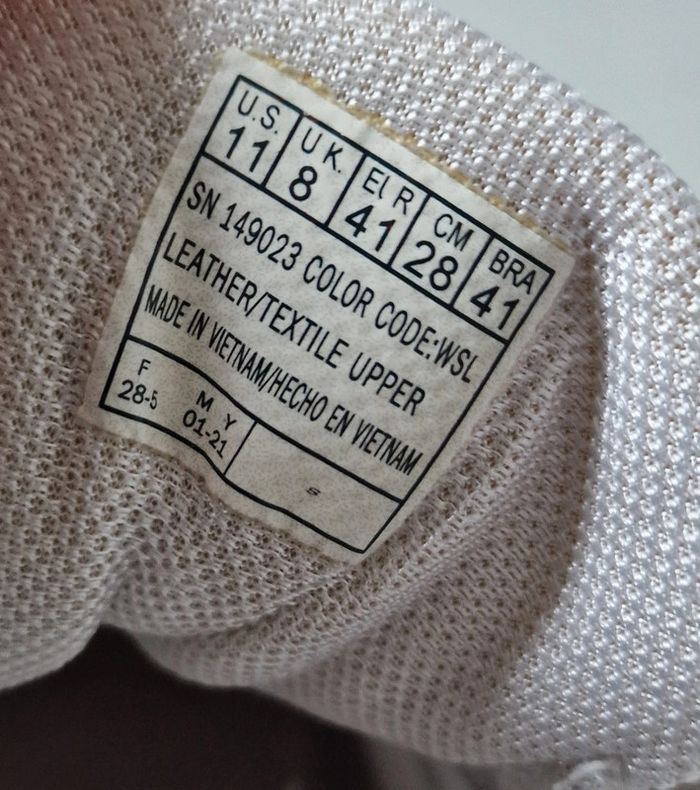 U.S. U K. EU R CM BRA
11 8 41 28 41
SN 149023 COLOR CODE:WSL
LEATHER/TEXTILE UPPER
MADE IN VIETNAM/HECHO EN VIETNAM
F M Y
28-5 01-21